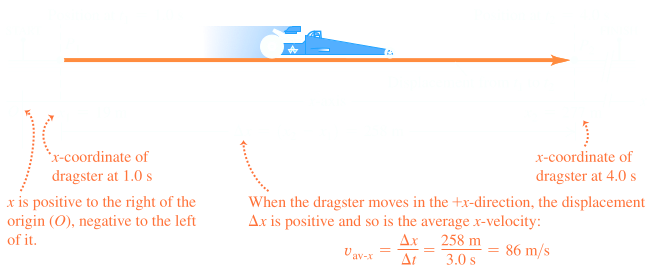 x-coordinate of
dragster at 1.0 s
x-coordinate of
dragster at 4.0 s
x is positive to the right of the
origin (O), negative to the left
of it.
When the dragster moves in the +x-direction, the displacement
Δx is positive and so is the average x-velocity:
v_av-x = Δx/Δt = 258 m/3.0 s = 86 m/s